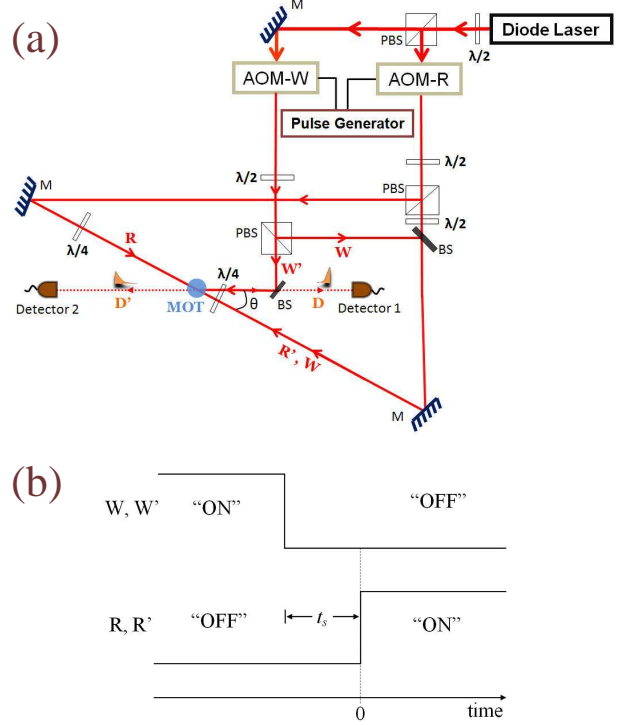 (a)
M
PBS
λ/2
Diode Laser
AOM-W
AOM-R
Pulse Generator
λ/2
λ/2
M
PBS
λ/2
λ/4
R
PBS
W
BS
W'
λ/4
D'
MOT
θ
BS
D
Detector 2
Detector 1
R', W
M
(b)
W, W’ “ON” “OFF”
R, R’ “OFF” ts “ON”
0 time